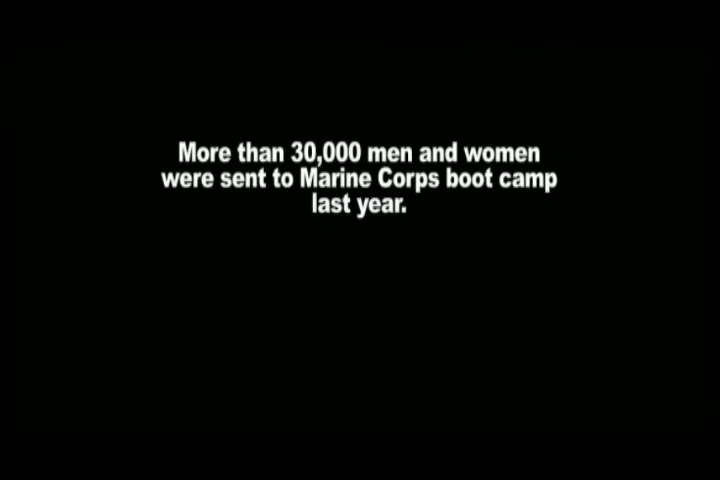 More than 30,000 men and women
were sent to Marine Corps boot camp
last year.